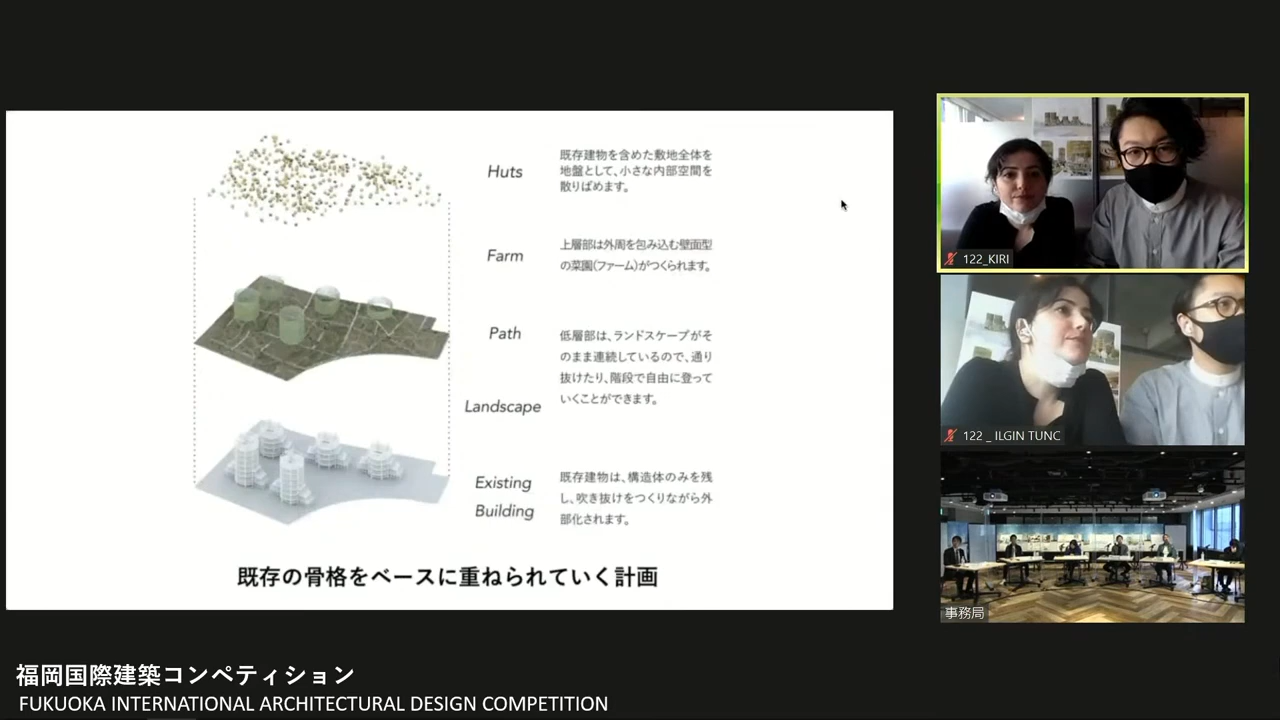 Huts
既存建物を含めた敷地全体を
地盤として、小さな内部空間を
散りばめます。
Farm
上層部は外周を包み込む壁面型
の菜園(ファーム)がつくられます。
Path
低層部は、ランドスケープがそ
のまま連続しているので、通り
抜けたり、階段で自由に登って
いくことができます。
Landscape
Existing
Building
既存建物は、構造体のみを残
し、吹き抜けをつくりながら外
部化されます。
既存の骨格をベースに重ねられていく計画
122_KIRI
122 _ ILGIN TUNC
事務局
福岡国際建築コンペティション
FUKUOKA INTERNATIONAL ARCHITECTURAL DESIGN COMPETITION